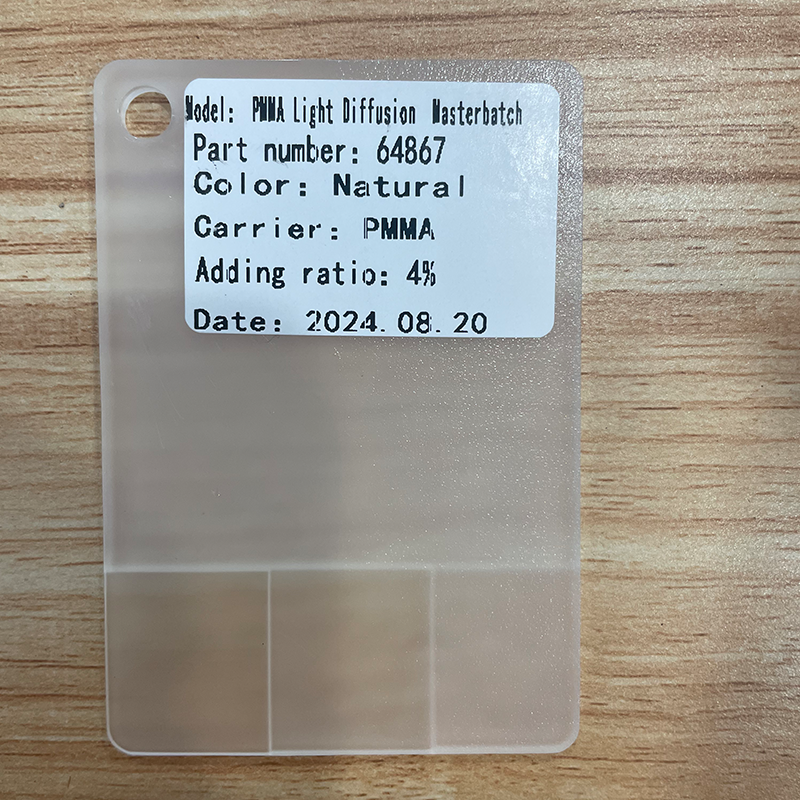 Model: PMMA Light Diffusion Masterbatch
Part number: 64867
Color: Natural
Carrier: PMMA
Adding ratio: 4%
Date: 2024.08.20